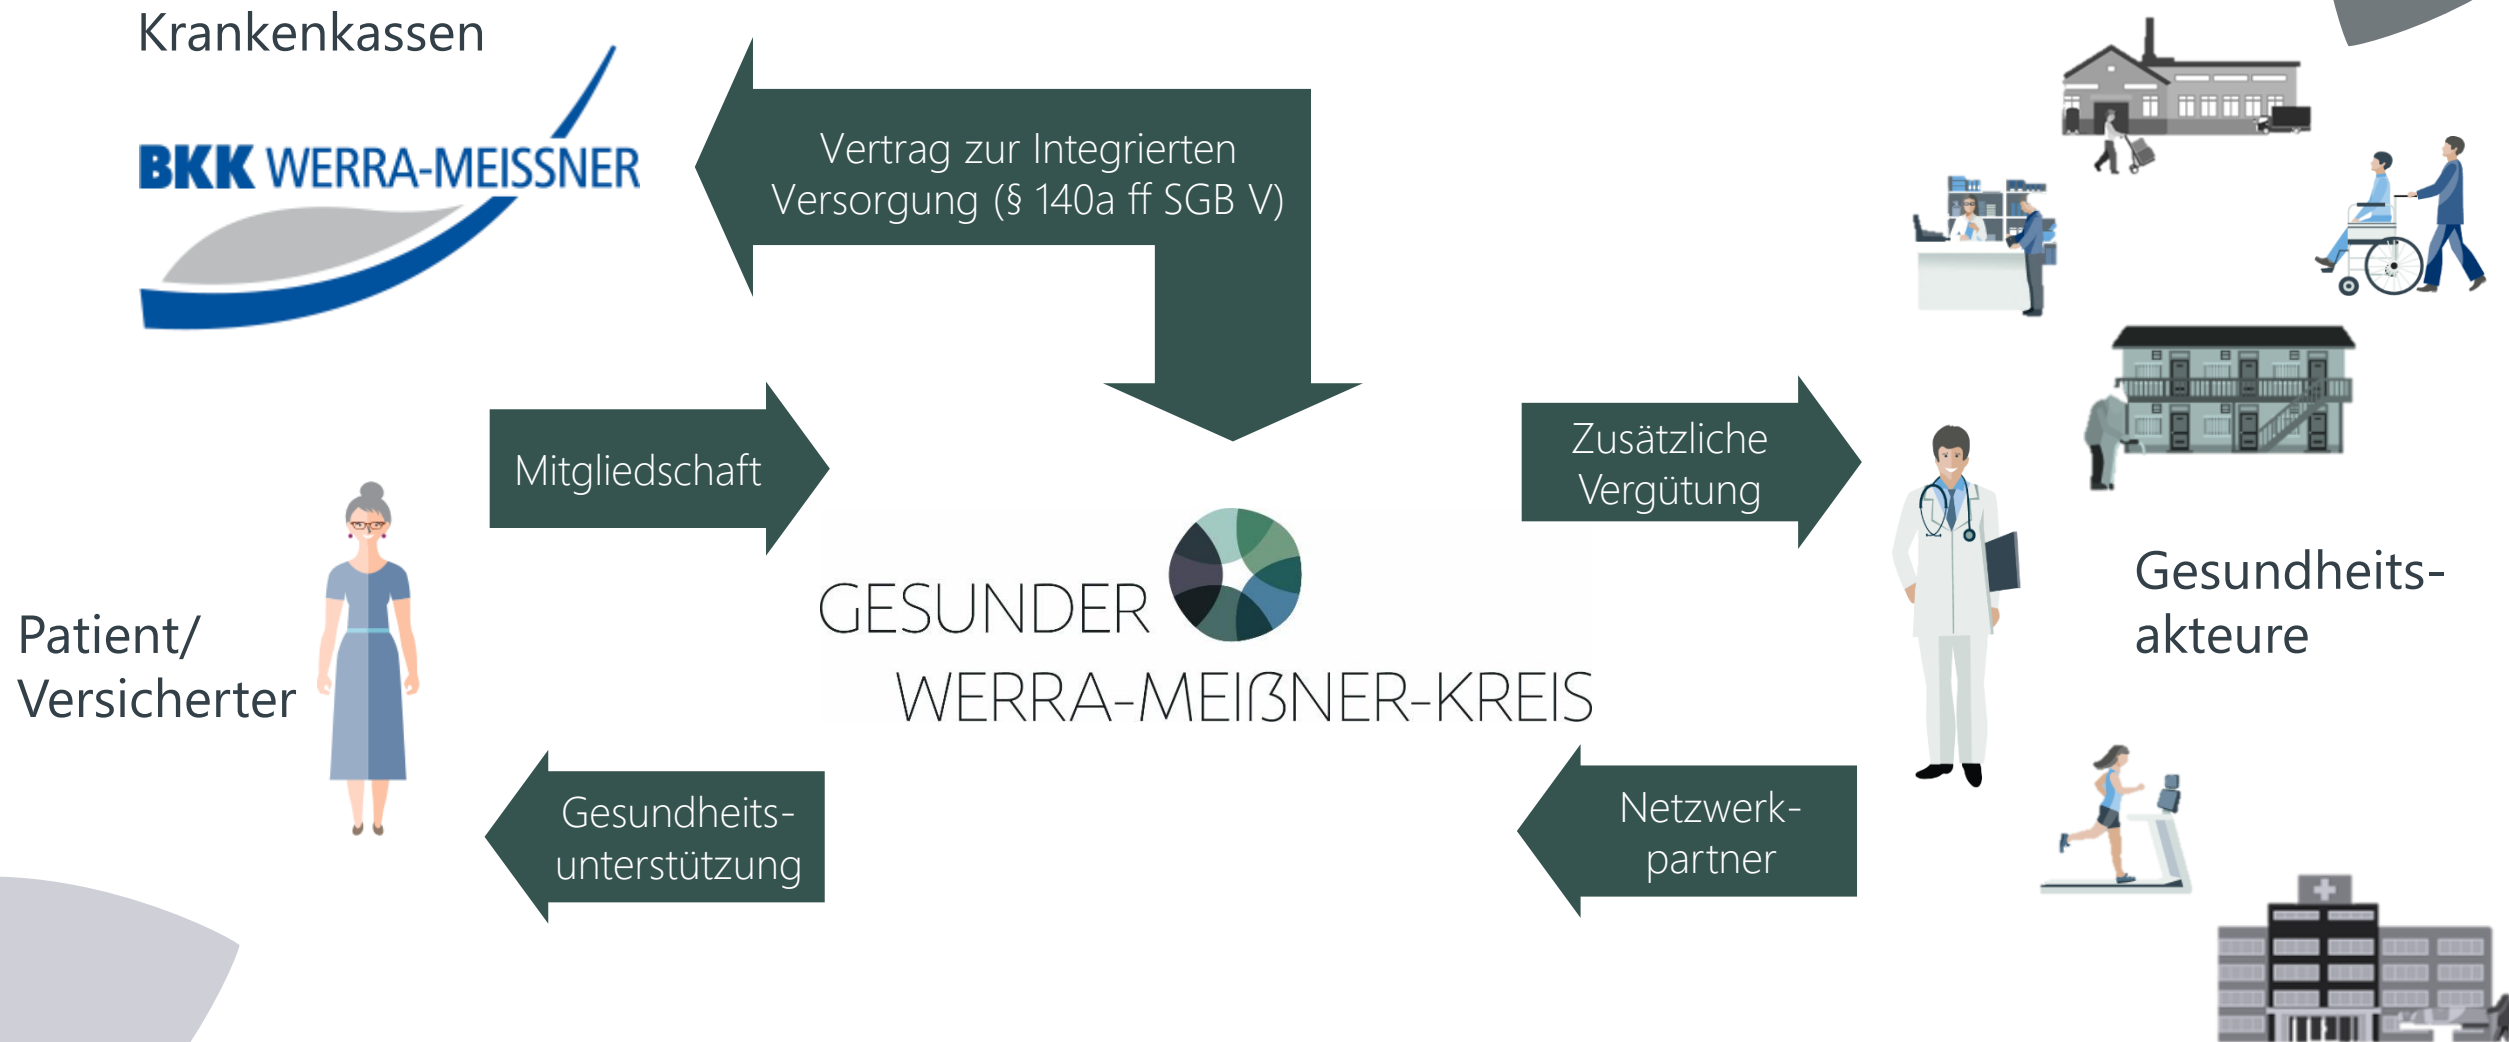 Krankenkassen
BKK WERRA-MEISSNER
Vertrag zur Integrierten
Versorgung (§ 140a ff SGB V)
Mitgliedschaft
Zusätzliche
Vergütung
Patient/
Versicherter
GESUNDER
WERRA-MEIßNER-KREIS
Gesundheits-
akteure
Gesundheits-
unterstützung
Netzwerk-
partner